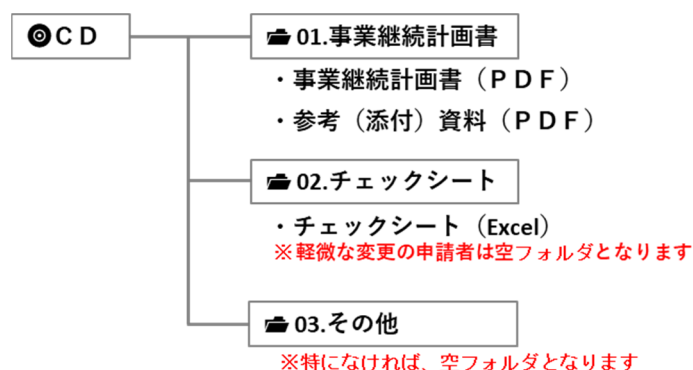 CD
01.事業継続計画書
・事業継続計画書（ＰＤＦ）
・参考（添付）資料（ＰＤＦ）
02.チェックシート
・チェックシート（Excel）
※軽微な変更の申請者は空フォルダとなります
03.その他
※特になければ、空フォルダとなります